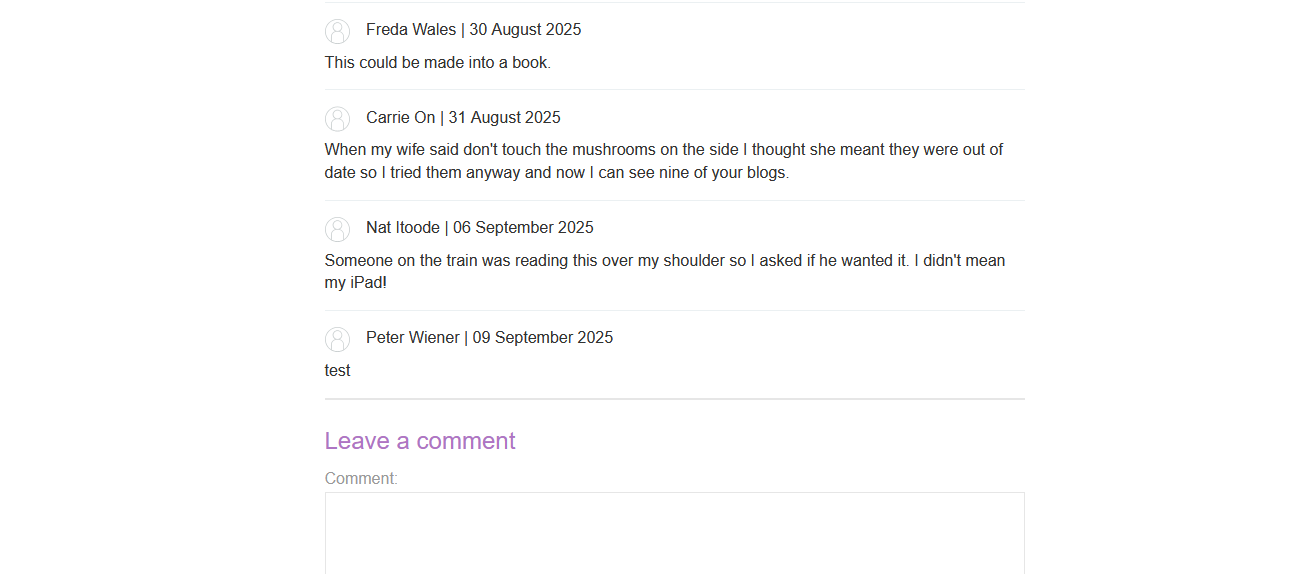 Freda Wales | 30 August 2025
This could be made into a book.
Carrie On | 31 August 2025
When my wife said don't touch the mushrooms on the side I thought she meant they were out of
date so I tried them anyway and now I can see nine of your blogs.
Nat Itoode | 06 September 2025
Someone on the train was reading this over my shoulder so I asked if he wanted it. I didn't mean
my iPad!
Peter Wiener | 09 September 2025
test
Leave a comment
Comment: